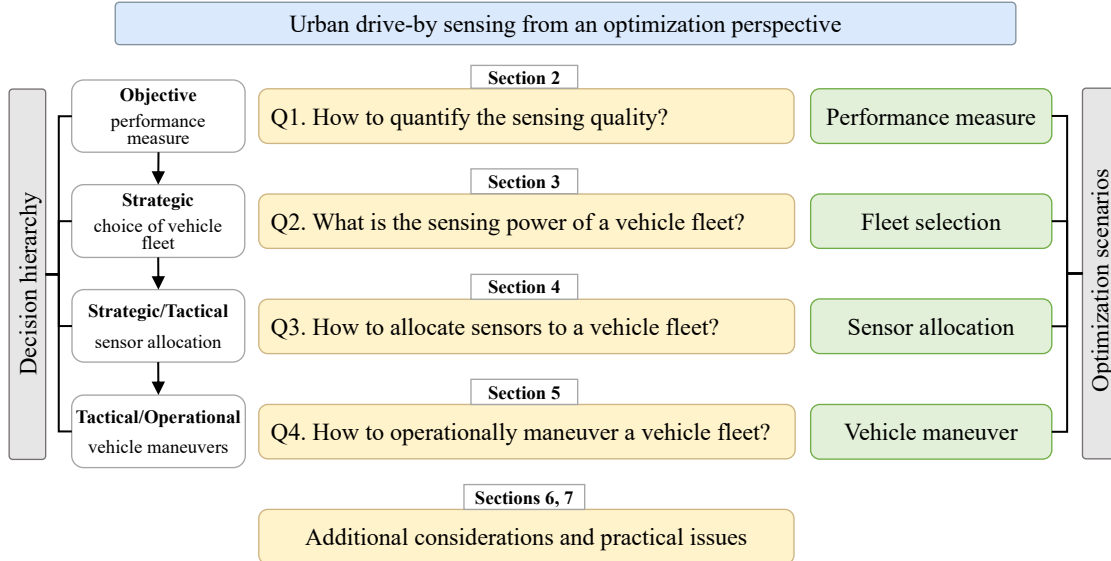 Urban drive-by sensing from an optimization perspective
Decision hierarchy
Objective
performance
measure
Strategic
choice of vehicle
fleet
Strategic/Tactical
sensor allocation
Tactical/Operational
vehicle maneuvers
Section 2
Q1. How to quantify the sensing quality?
Section 3
Q2. What is the sensing power of a vehicle fleet?
Section 4
Q3. How to allocate sensors to a vehicle fleet?
Section 5
Q4. How to operationally maneuver a vehicle fleet?
Sections 6, 7
Additional considerations and practical issues
Performance measure
Fleet selection
Sensor allocation
Vehicle maneuver
Optimization scenarios